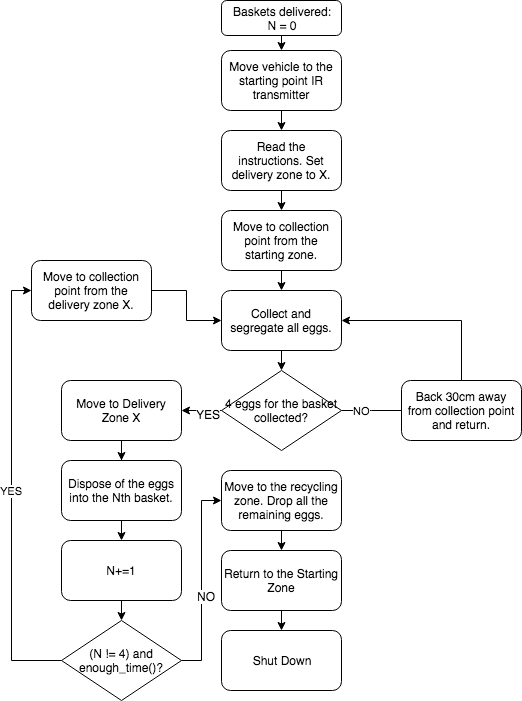 Baskets delivered:
N = 0
Move vehicle to the
starting point IR
transmitter
Read the
instructions. Set
delivery zone to X.
Move to collection
point from the
starting zone.
Move to collection
point from the
delivery zone X.
Collect and
segregate all eggs.
4 eggs for the basket
collected?
YES
NO
Back 30cm away
from collection point
and return.
Move to Delivery
Zone X
Dispose of the eggs
into the Nth basket.
N+=1
(N != 4) and
enough_time()?
YES
NO
Move to the recycling
zone. Drop all the
remaining eggs.
Return to the Starting
Zone
Shut Down